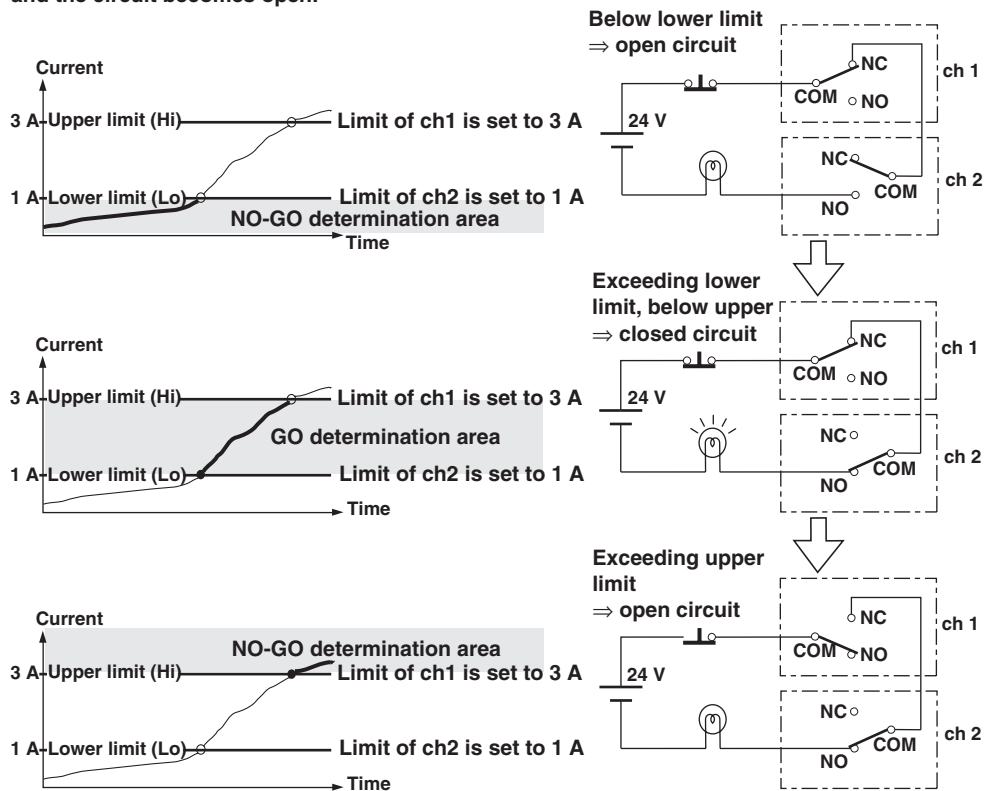 and the circuit becomes open.
Current
3 A Upper limit (Hi) Limit of ch1 is set to 3 A
1 A Lower limit (Lo) Limit of ch2 is set to 1 A
NO-GO determination area
Time
Below lower limit
⇒ open circuit
24 V
NC
COM
NO
ch 1
NC
COM
NO
ch 2
Current
3 A Upper limit (Hi) Limit of ch1 is set to 3 A
GO determination area
1 A Lower limit (Lo) Limit of ch2 is set to 1 A
Time
Exceeding lower
limit, below upper
⇒ closed circuit
24 V
NC
COM
NO
ch 1
NC
COM
NO
ch 2
Current
NO-GO determination area
3 A Upper limit (Hi) Limit of ch1 is set to 3 A
1 A Lower limit (Lo) Limit of ch2 is set to 1 A
Time
Exceeding upper
limit
⇒ open circuit
24 V
NC
COM
NO
ch 1
NC
COM
NO
ch 2